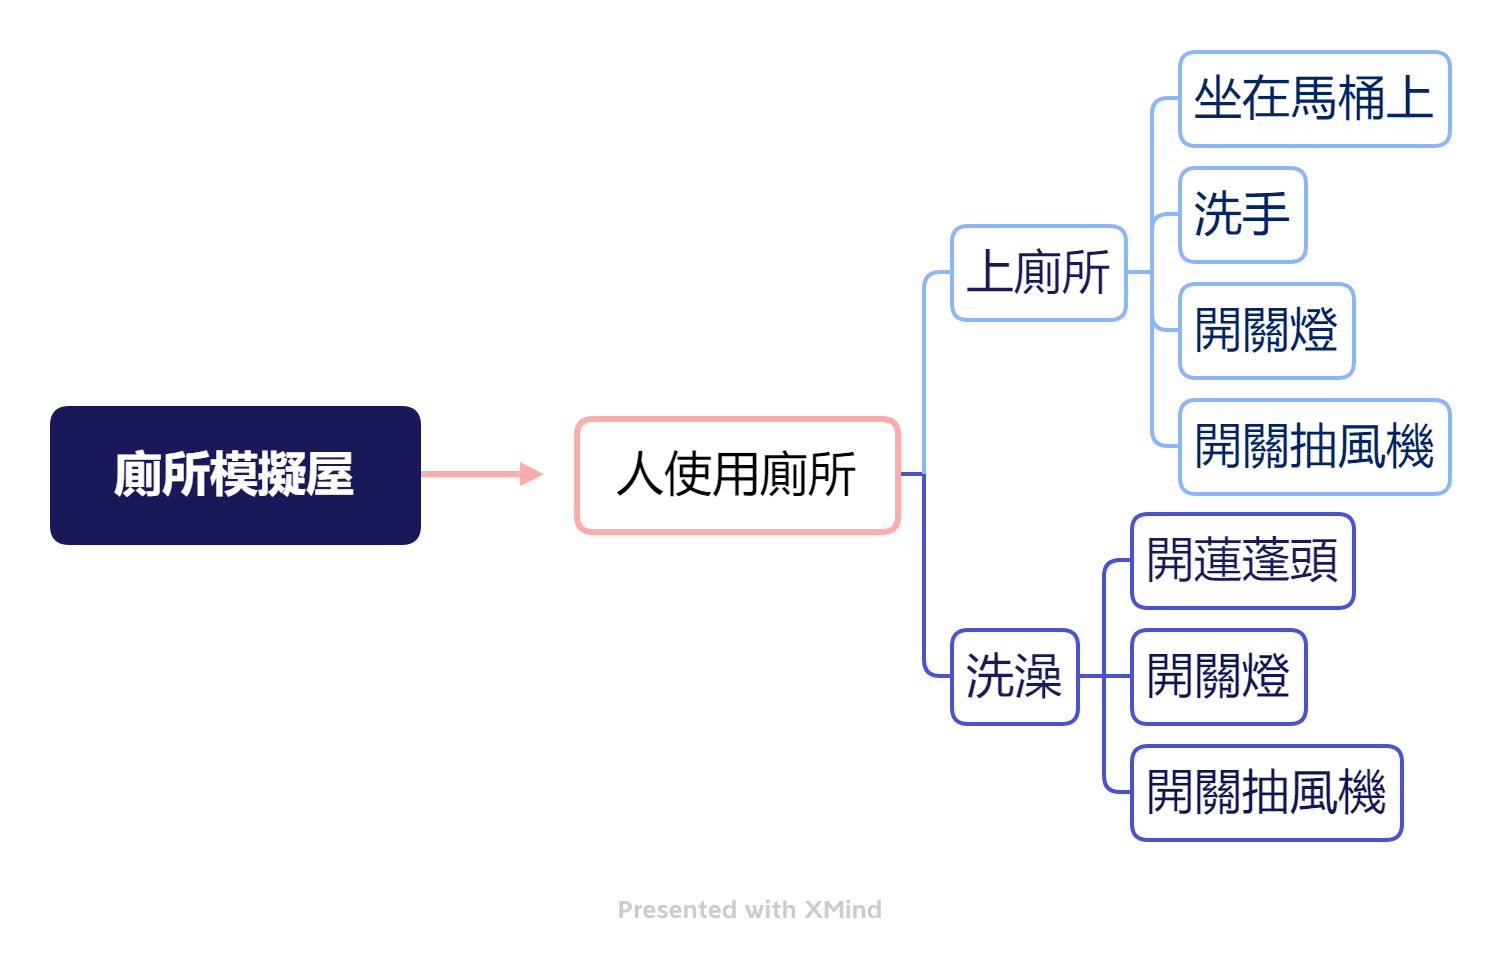 廁所模擬屋
人使用廁所
上廁所
坐在馬桶上
洗手
開關燈
開關抽風機
洗澡
開蓮蓬頭
開關燈
開關抽風機
Presented with XMind